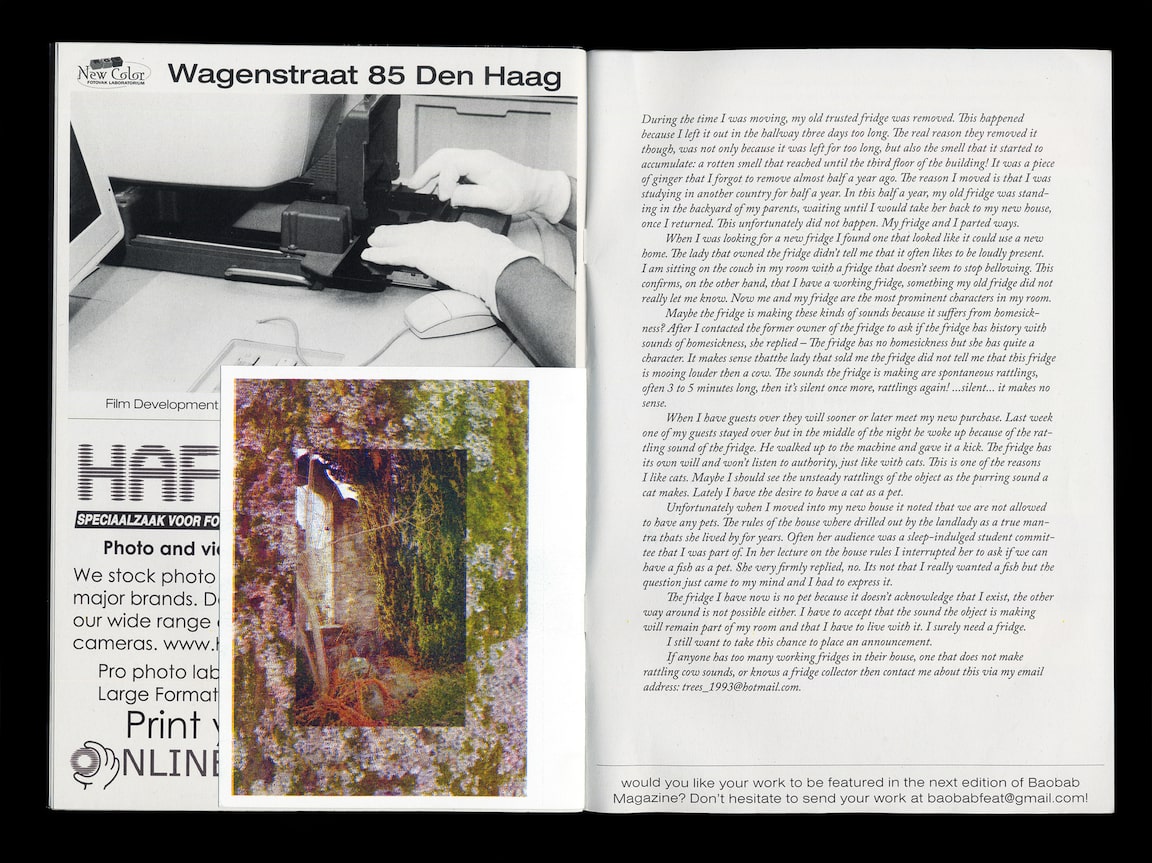 New Color
FOTOVAK LABORATORIUM
Wagenstraat 85 Den Haag
Film Development
HAF
SPECIAALZAAK VOOR FO
Photo and vi
We stock photo
major brands. D
our wide range
cameras. www.h
Pro photo lab
Large Format
Print
ONLINE
During the time I was moving, my old trusted fridge was removed. This happened
because I left it out in the hallway three days too long. The real reason they removed it
though, was not only because it was left for too long, but also the smell that it started to
accumulate: a rotten smell that reached until the third floor of the building! It was a piece
of ginger that I forgot to remove almost half a year ago. The reason I moved is that I was
studying in another country for half a year. In this half a year, my old fridge was stand-
ing in the backyard of my parents, waiting until I would take her back to my new house,
once I returned. This unfortunately did not happen. My fridge and I parted ways.
When I was looking for a new fridge I found one that looked like it could use a new
home. The lady that owned the fridge didn't tell me that it often likes to be loudly present.
I am sitting on the couch in my room with a fridge that doesn't seem to stop bellowing. This
confirms, on the other hand, that I have a working fridge, something my old fridge did not
really let me know. Now me and my fridge are the most prominent characters in my room.
Maybe the fridge is making these kinds of sounds because it suffers from homesick-
ness? After I contacted the former owner of the fridge to ask if the fridge has history with
sounds of homesickness, she replied – The fridge has no homesickness but she has quite a
character. It makes sense thatthe lady that sold me the fridge did not tell me that this fridge
is mooing louder then a cow. The sounds the fridge is making are spontaneous rattlings,
often 3 to 5 minutes long, then it's silent once more, rattlings again! ...silent... it makes no
sense.
When I have guests over they will sooner or later meet my new purchase. Last week
one of my guests stayed over but in the middle of the night he woke up because of the rat-
tling sound of the fridge. He walked up to the machine and gave it a kick. The fridge has
its own will and won't listen to authority, just like with cats. This is one of the reasons
I like cats. Maybe I should see the unsteady rattlings of the object as the purring sound a
cat makes. Lately I have the desire to have a cat as a pet.
Unfortunately when I moved into my new house it noted that we are not allowed
to have any pets. The rules of the house where drilled out by the landlady as a true man-
tra thats she lived by for years. Often her audience was a sleep-indulged student commit-
tee that I was part of. In her lecture on the house rules I interrupted her to ask if we can
have a fish as a pet. She very firmly replied, no. Its not that I really wanted a fish but the
question just came to my mind and I had to express it.
The fridge I have now is no pet because it doesn't acknowledge that I exist, the other
way around is not possible either. I have to accept that the sound the object is making
will remain part of my room and that I have to live with it. I surely need a fridge.
I still want to take this chance to place an announcement.
If anyone has too many working fridges in their house, one that does not make
rattling cow sounds, or knows a fridge collector then contact me about this via my email
address: trees_1993@hotmail.com.
would you like your work to be featured in the next edition of Baobab
Magazine? Don't hesitate to send your work at baobabfeat@gmail.com!